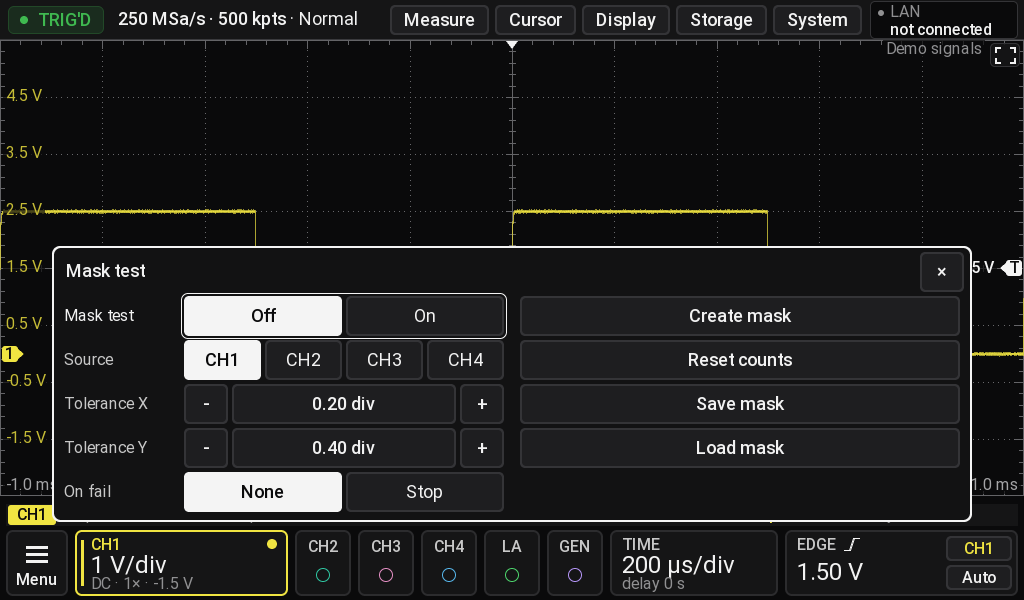 TRIG'D 250 MSa/s · 500 kpts · Normal Measure Cursor Display Storage System LAN
not connected
Demo signals
4.5 V
3.5 V
2.5 V
1.5 V 5 V T
0.5 V
1
-0.5 V
-1.5 V
-1.0 ms 1.0 ms
Mask test ×
Mask test Off On Create mask
Source CH1 CH2 CH3 CH4 Reset counts
Tolerance X - 0.20 div + Save mask
Tolerance Y - 0.40 div + Load mask
On fail None Stop
CH1
Menu
CH1
1 V/div
DC · 1× · -1.5 V
CH2 CH3 CH4 LA GEN
TIME
200 µs/div
delay 0 s
EDGE
1.50 V
CH1
Auto